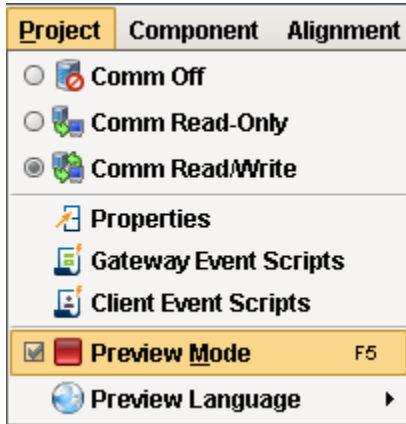 Project Component Alignment
Comm Off
Comm Read-Only
Comm Read/Write
Properties
Gateway Event Scripts
Client Event Scripts
Preview Mode F5
Preview Language